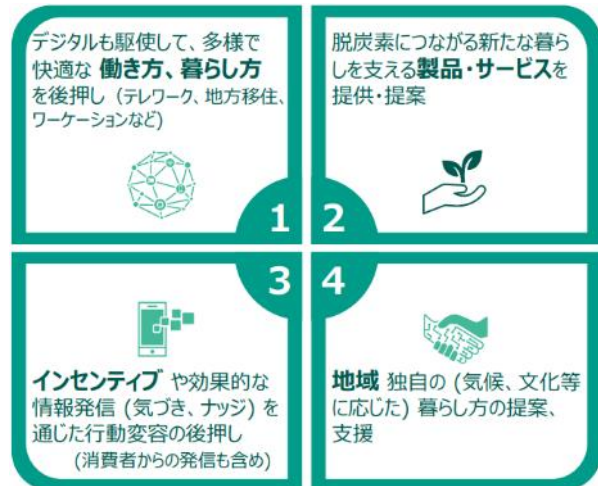 デジタルも駆使して、多様で
快適な 働き方、暮らし方
を後押し（テレワーク、地方移住、
ワーケーションなど）
1
脱炭素につながる新たな暮ら
しを支える製品・サービスを
提供・提案
2
3
インセンティブ や効果的な
情報発信 (気づき、ナッジ) を
通じた行動変容の後押し
(消費者からの発信も含め)
4
地域 独自の (気候、文化等
に応じた) 暮らし方の提案、
支援